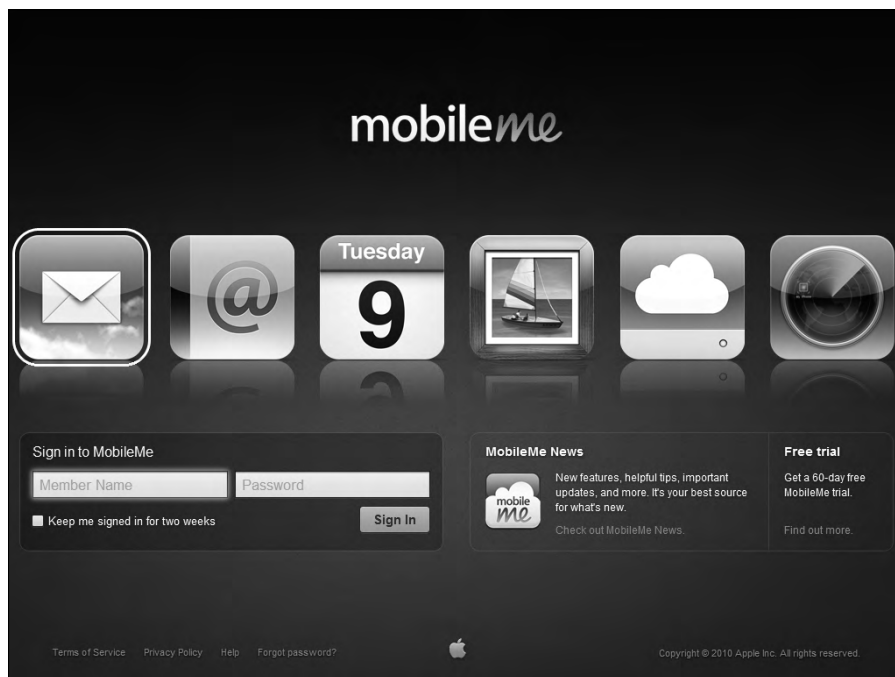 mobileme
Tuesday
9
@
Sign in to MobileMe
Member Name
Password
Keep me signed in for two weeks
Sign In
MobileMe News
mobile
me
New features, helpful tips, important
updates, and more. It's your best source
for what's new.
Check out MobileMe News.
Free trial
Get a 60-day free
MobileMe trial.
Find out more.
Terms of Service
Privacy Policy
Help
Forgot password?
Copyright © 2010 Apple Inc. All rights reserved.